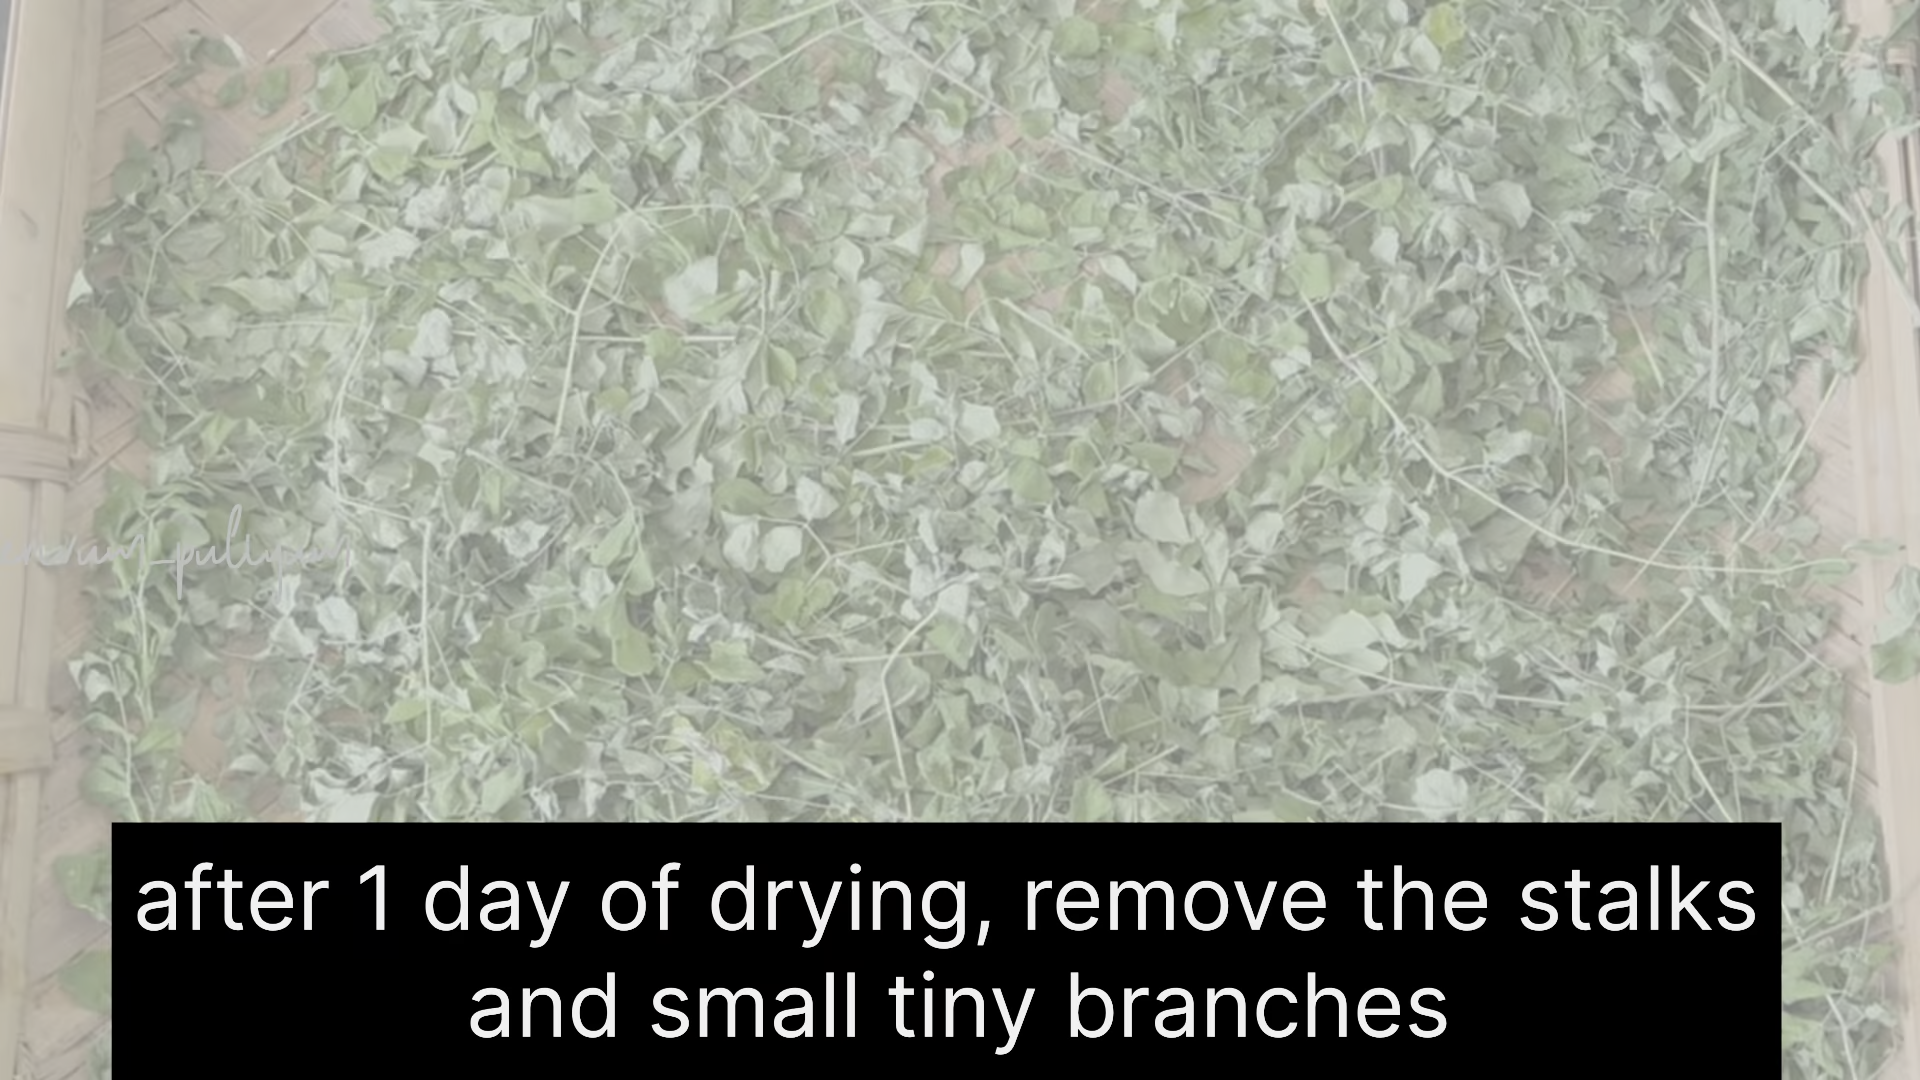 after 1 day of drying, remove the stalks
and small tiny branches